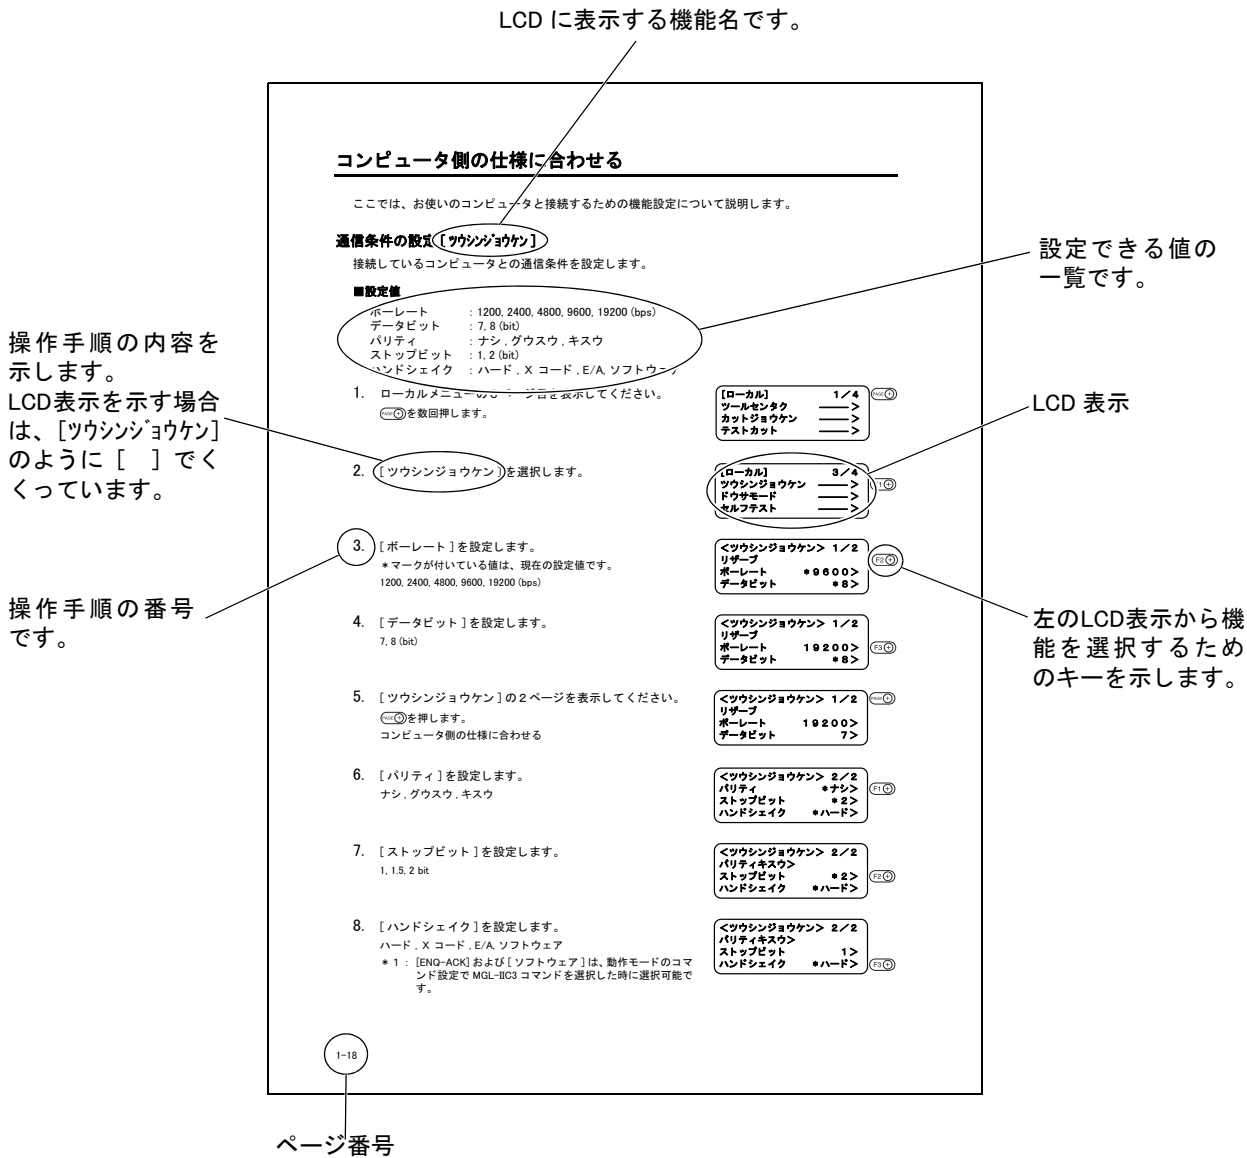 LCD に表示する機能名です。
コンピュータ側の仕様に合わせる
ここでは、お使いのコンピュータと接続するための機能設定について説明します。
通信条件の設定 [ ﾂｳｼﾝｼﾞｮｳｹﾝ ]
接続しているコンピュータとの通信条件を設定します。
■設定値
ボーレート : 1200, 2400, 4800, 9600, 19200 (bps)
データビット : 7, 8 (bit)
パリティ : ナシ , グウスウ , キスウ
ストップビット : 1, 2 (bit)
ハンドシェイク : ハード , X コード , E/A, ソフトウェア
設定できる値の
一覧です。
操作手順の内容を
示します。
LCD表示を示す場合
は、[ﾂｳｼﾝｼﾞｮｳｹﾝ]
のように [ ] でく
くっています。
1. ローカルメニューの ページ目を表示してください。
PAGE + を数回押します。
[ローカル] 1／4
ツールセンタク ——＞
カットジョウケン ——＞
テストカット ——＞
PAGE +
LCD 表示
2. [ ツウシンジョウケン ] を選択します。
[ローカル] 3／4
ツウシンジョウケン ——＞
ドウサモード ——＞
セルフテスト ——＞
F1 +
3. [ ボーレート ] を設定します。
＊マークが付いている値は、現在の設定値です。
1200, 2400, 4800, 9600, 19200 (bps)
＜ツウシンジョウケン＞ 1／2
リザーブ
ボーレート ＊9600＞
データビット ＊8＞
F2 +
操作手順の番号
です。
左のLCD表示から機
能を選択するため
のキーを示します。
4. [ データビット ] を設定します。
7, 8 (bit)
＜ツウシンジョウケン＞ 1／2
リザーブ
ボーレート 19200＞
データビット ＊8＞
F3 +
5. [ ツウシンジョウケン ] の２ページを表示してください。
PAGE + を押します。
コンピュータ側の仕様に合わせる
＜ツウシンジョウケン＞ 1／2
リザーブ
ボーレート 19200＞
データビット 7＞
PAGE +
6. [ パリティ ] を設定します。
ナシ , グウスウ , キスウ
＜ツウシンジョウケン＞ 2／2
パリティ ＊ナシ＞
ストップビット ＊2＞
ハンドシェイク ＊ハード＞
F1 +
7. [ ストップビット ] を設定します。
1, 1.5, 2 bit
＜ツウシンジョウケン＞ 2／2
パリティキスウ＞
ストップビット ＊2＞
ハンドシェイク ＊ハード＞
F2 +
8. [ ハンドシェイク ] を設定します。
ハード , X コード , E/A, ソフトウェア
＊ 1 : [ENQ-ACK] および [ ソフトウェア ] は、動作モードのコマ
ンド設定で MGL-IIC3 コマンドを選択した時に選択可能で
す。
＜ツウシンジョウケン＞ 2／2
パリティキスウ＞
ストップビット 1＞
ハンドシェイク ＊ハード＞
F3 +
1-18
ページ番号